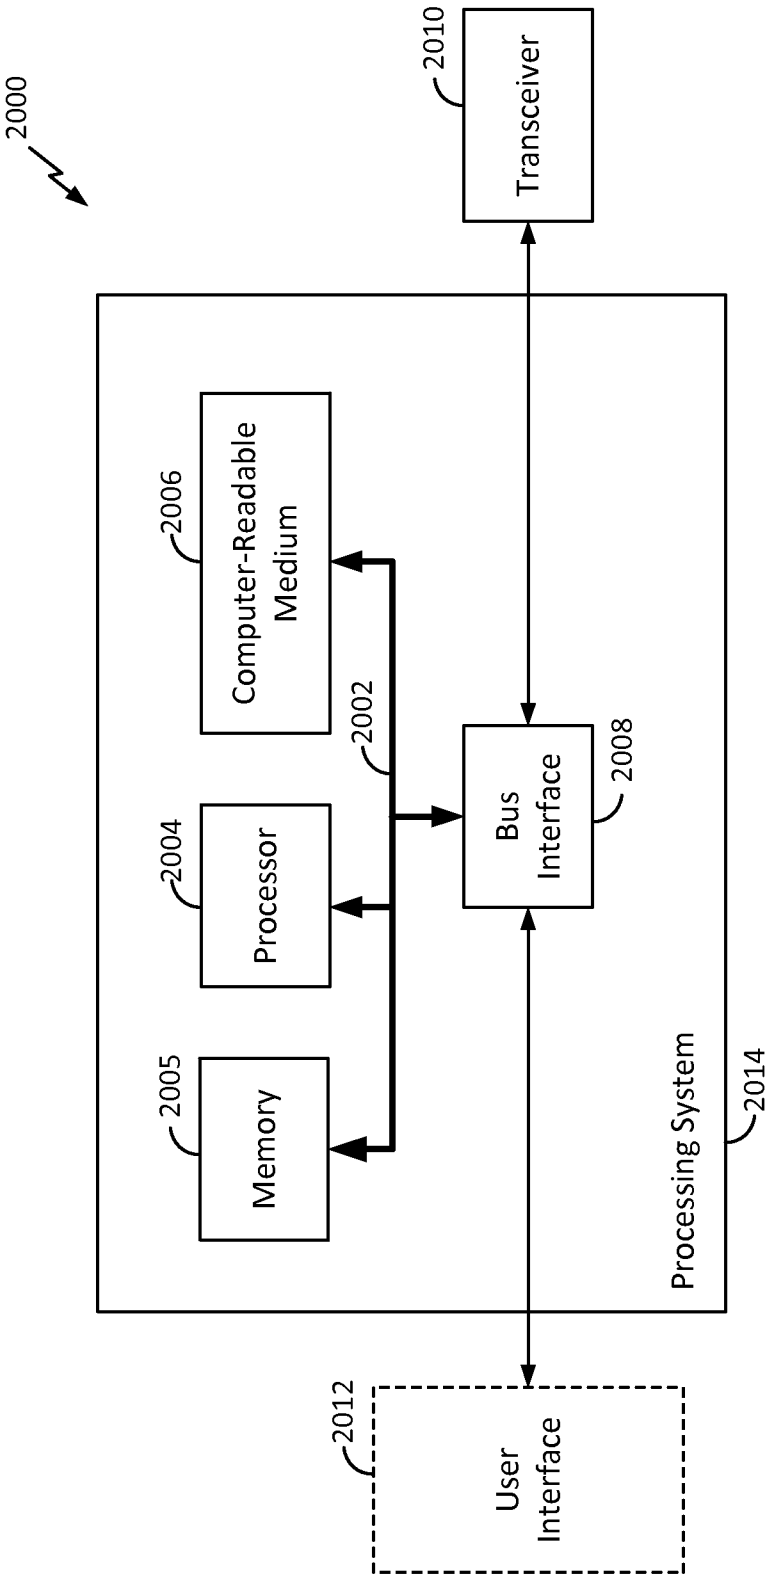 2000
2010
Transceiver
2006
Computer-Readable
Medium
2004
Processor
2005
Memory
2002
Bus
Interface
2008
2012
User
Interface
Processing System
2014